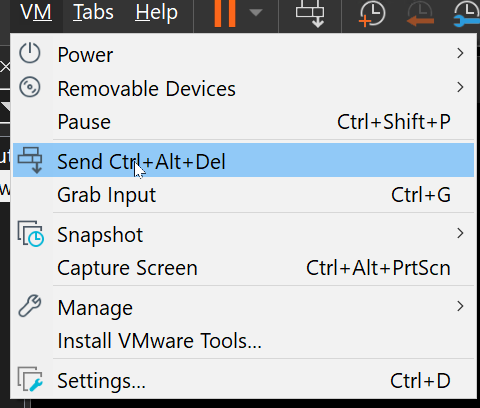 VM Tabs Help
Power
Removable Devices
Pause Ctrl+Shift+P
Send Ctrl+Alt+Del
Grab Input Ctrl+G
Snapshot
Capture Screen Ctrl+Alt+PrtScn
Manage
Install VMware Tools...
Settings... Ctrl+D